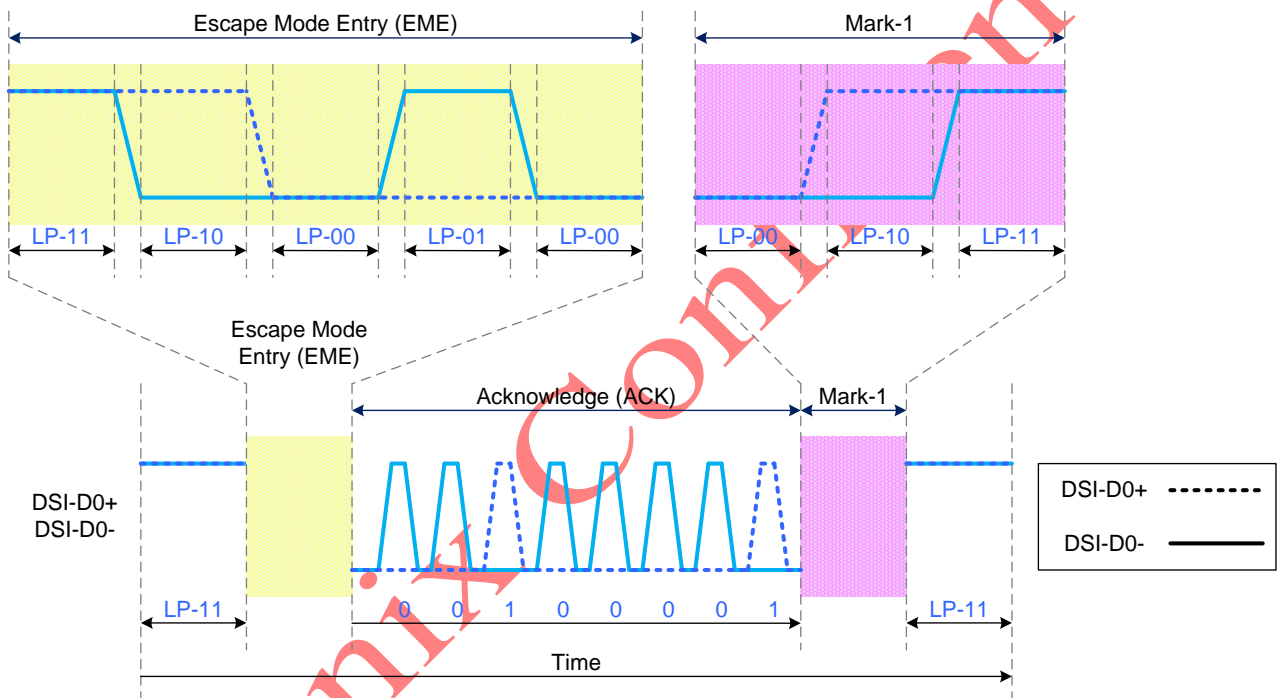 Escape Mode Entry (EME)
Mark-1
LP-11 LP-10 LP-00 LP-01 LP-00
LP-00 LP-10 LP-11
Escape Mode
Entry (EME)
Acknowledge (ACK)
Mark-1
DSI-D0+
DSI-D0-
DSI-D0+
DSI-D0-
LP-11
0 0 1 0 0 0 0 1
LP-11
Time